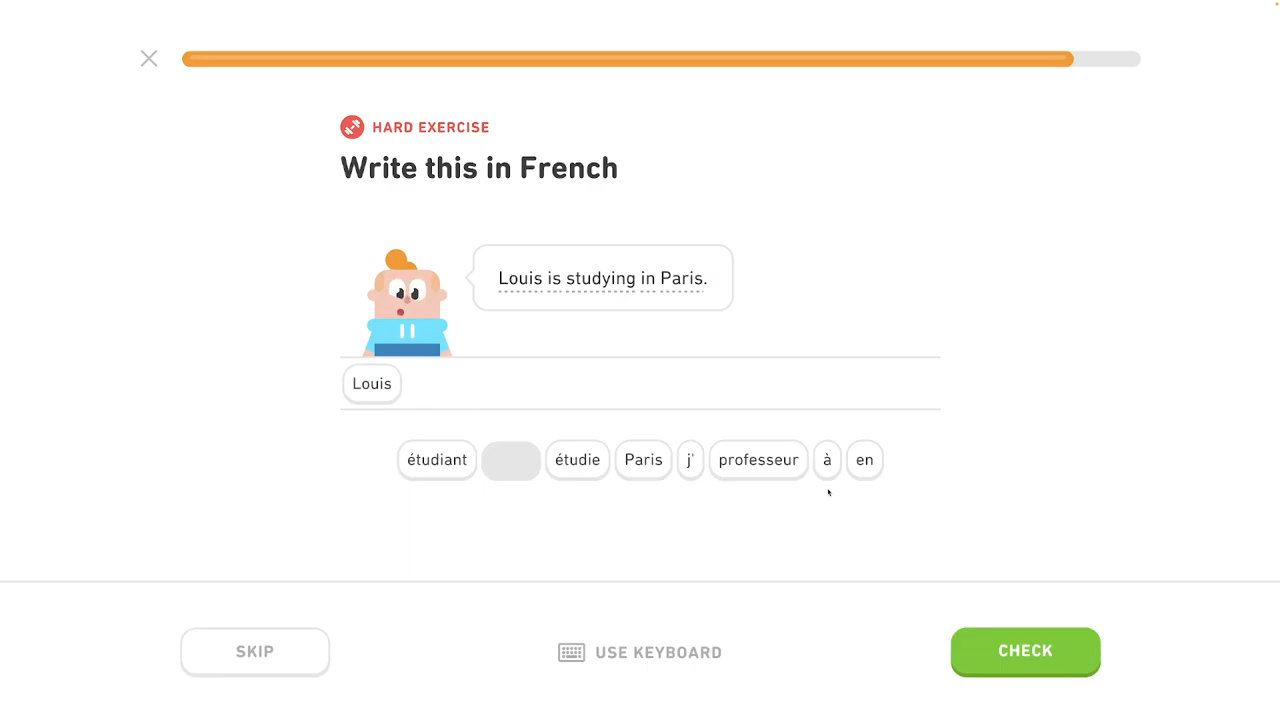 HARD EXERCISE
Write this in French
Louis is studying in Paris.
Louis
étudiant étudie Paris j' professeur à en
SKIP USE KEYBOARD CHECK